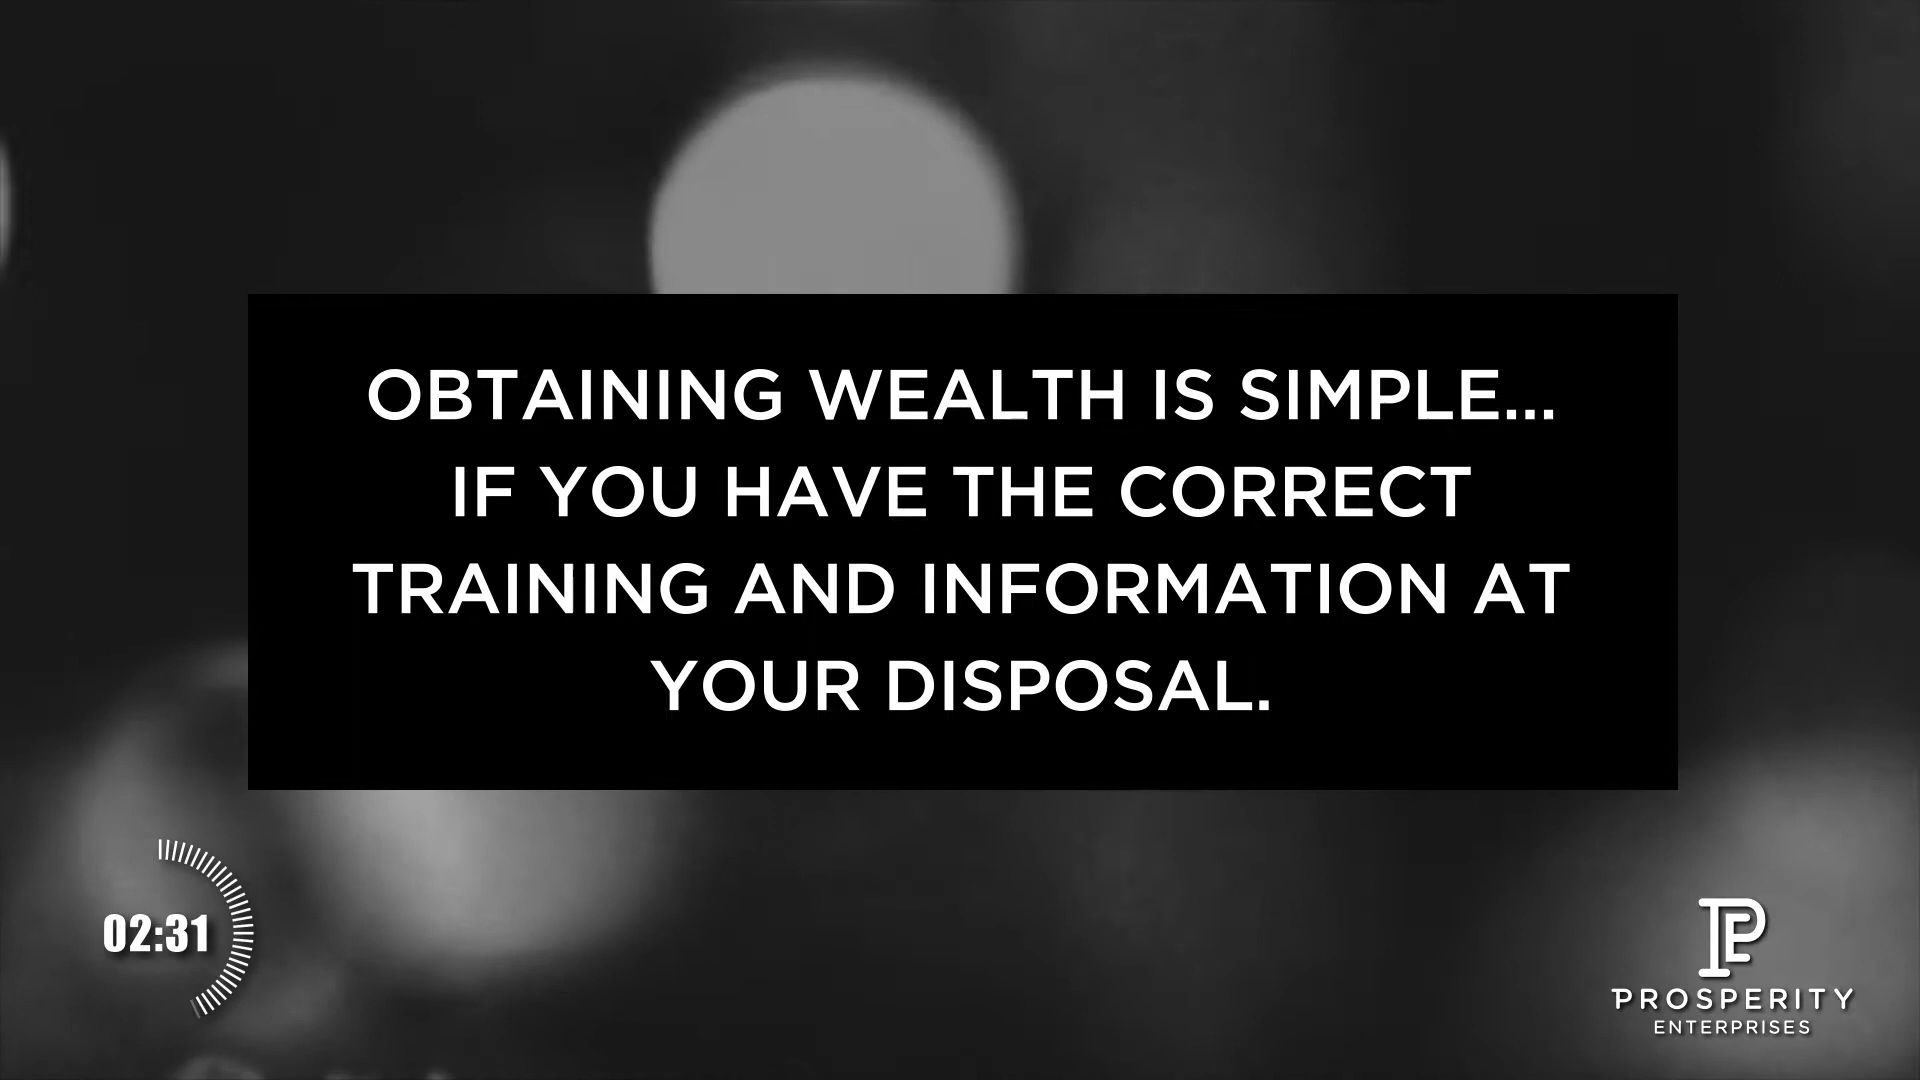 OBTAINING WEALTH IS SIMPLE...
IF YOU HAVE THE CORRECT
TRAINING AND INFORMATION AT
YOUR DISPOSAL.
02:31
PE
PROSPERITY
ENTERPRISES